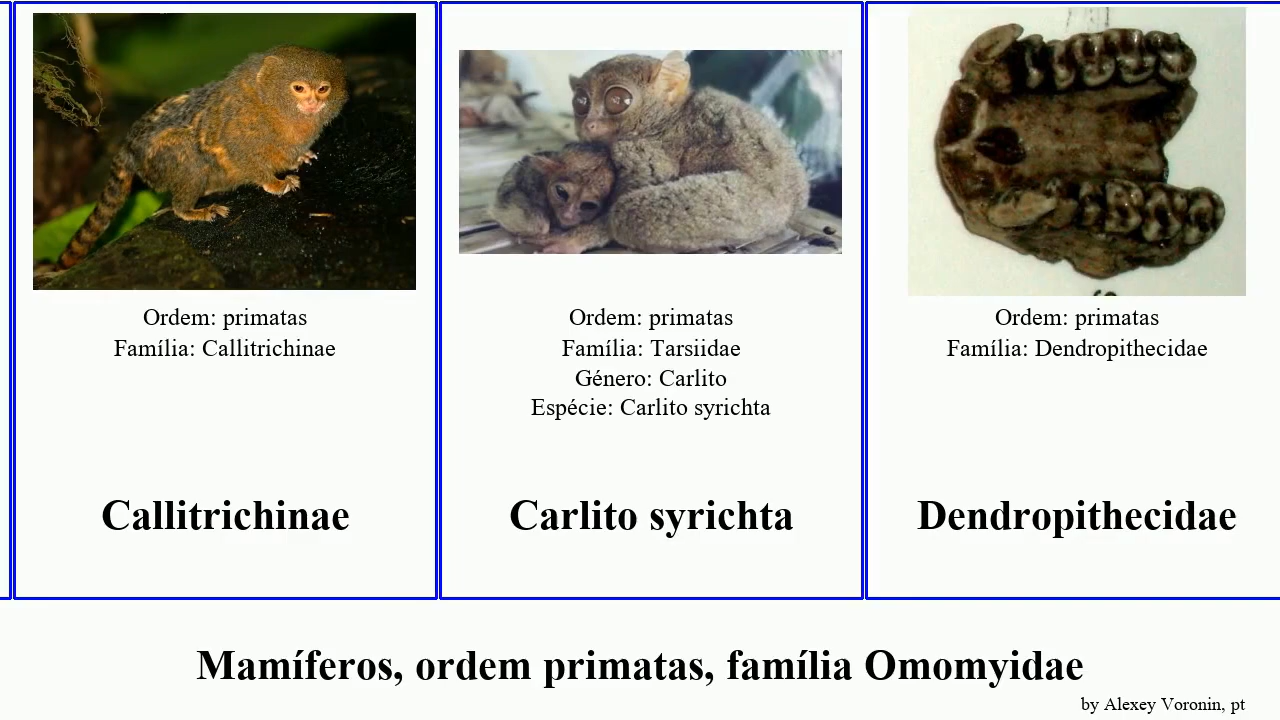 Ordem: primatas
Família: Callitrichinae
Callitrichinae
Ordem: primatas
Família: Tarsiidae
Género: Carlito
Espécie: Carlito syrichta
Carlito syrichta
Ordem: primatas
Família: Dendropithecidae
Dendropithecidae
Mamíferos, ordem primatas, família Omomyidae
by Alexey Voronin, pt